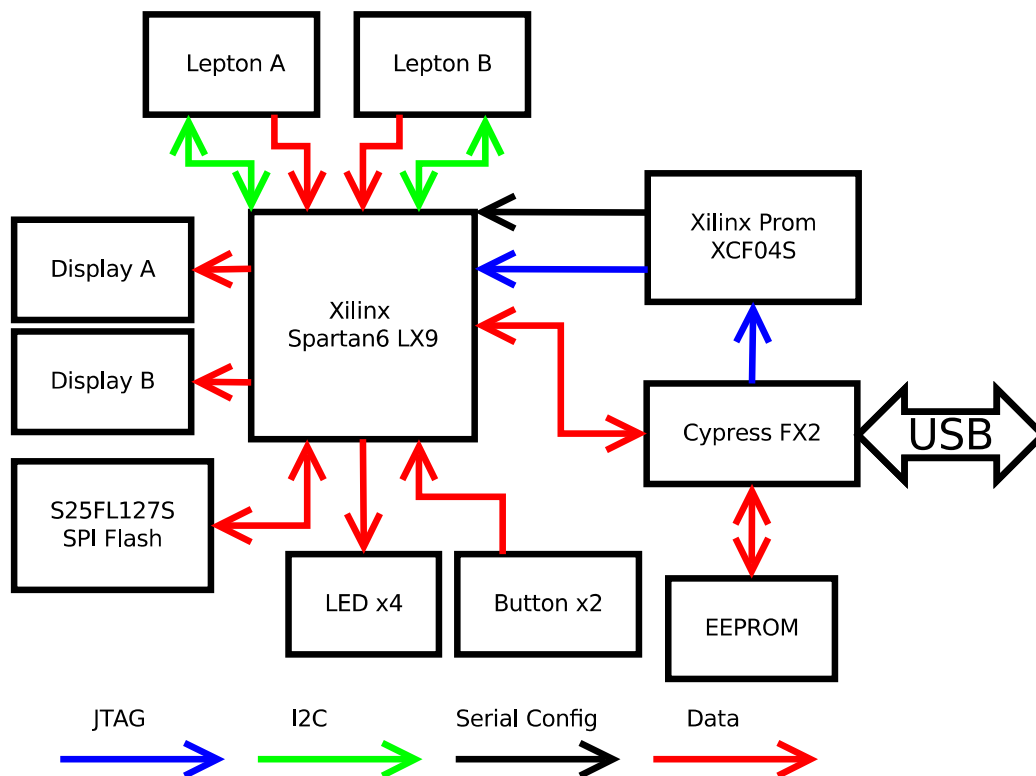 Lepton A
Lepton B
Xilinx Prom
XCF04S
Display A
Xilinx
Spartan6 LX9
Display B
Cypress FX2
USB
S25FL127S
SPI Flash
LED x4
Button x2
EEPROM
JTAG
I2C
Serial Config
Data